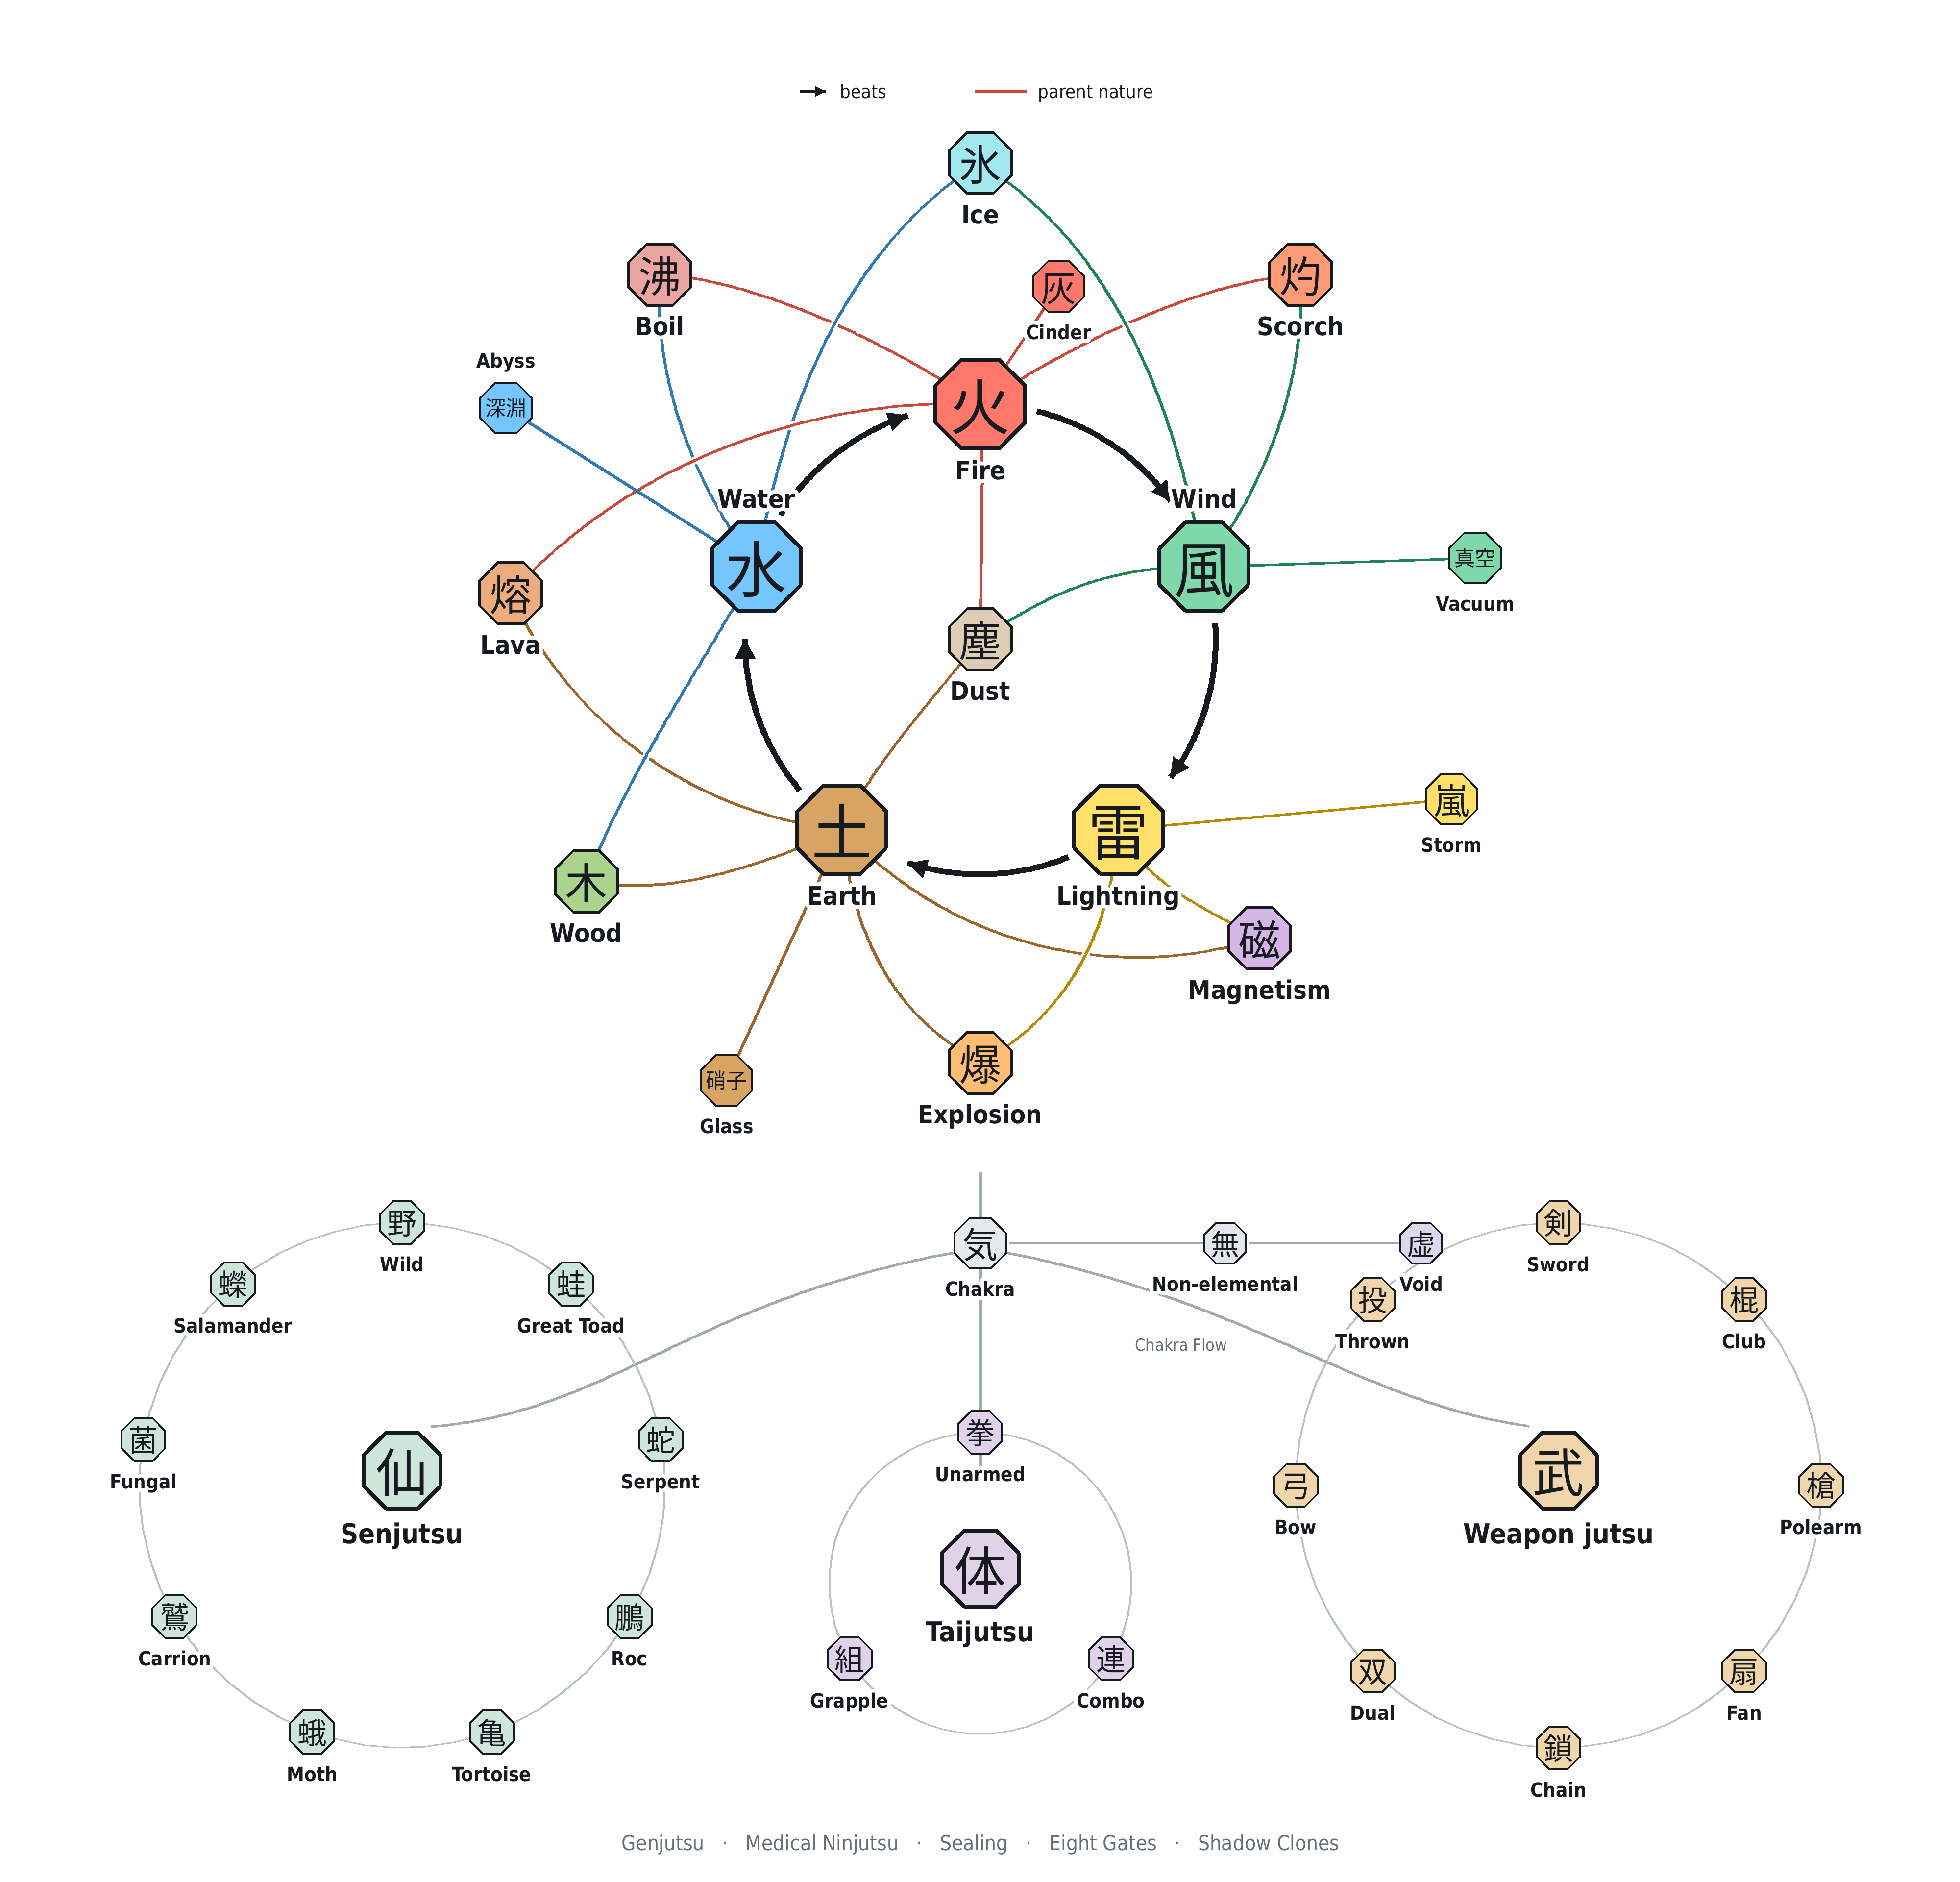 beats
parent nature
氷
Ice
沸
Boil
灰
Cinder
灼
Scorch
Abyss
深淵
火
Fire
Water
水
Wind
風
真空
Vacuum
熔
Lava
塵
Dust
嵐
Storm
土
Earth
雷
Lightning
木
Wood
磁
Magnetism
硝子
Glass
爆
Explosion
野
Wild
蠑
Salamander
蛙
Great Toad
菌
Fungal
蛇
Serpent
仙
Senjutsu
鷲
Carrion
鵬
Roc
蛾
Moth
亀
Tortoise
気
Chakra
無
Non-elemental
虚
Void
Chakra Flow
拳
Unarmed
体
Taijutsu
組
Grapple
連
Combo
剣
Sword
投
Thrown
棍
Club
弓
Bow
武
Weapon jutsu
槍
Polearm
双
Dual
扇
Fan
鎖
Chain
Genjutsu · Medical Ninjutsu · Sealing · Eight Gates · Shadow Clones